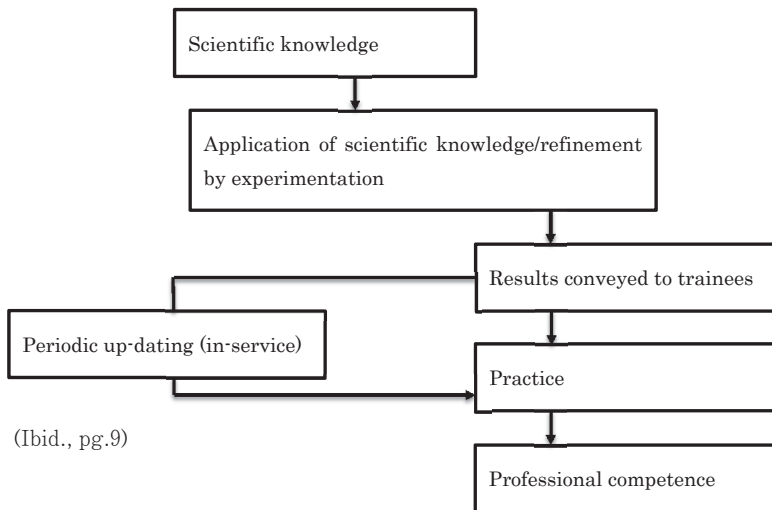 Scientific knowledge
Application of scientific knowledge/refinement
by experimentation
Results conveyed to trainees
Periodic up-dating (in-service)
Practice
(Ibid., pg.9)
Professional competence